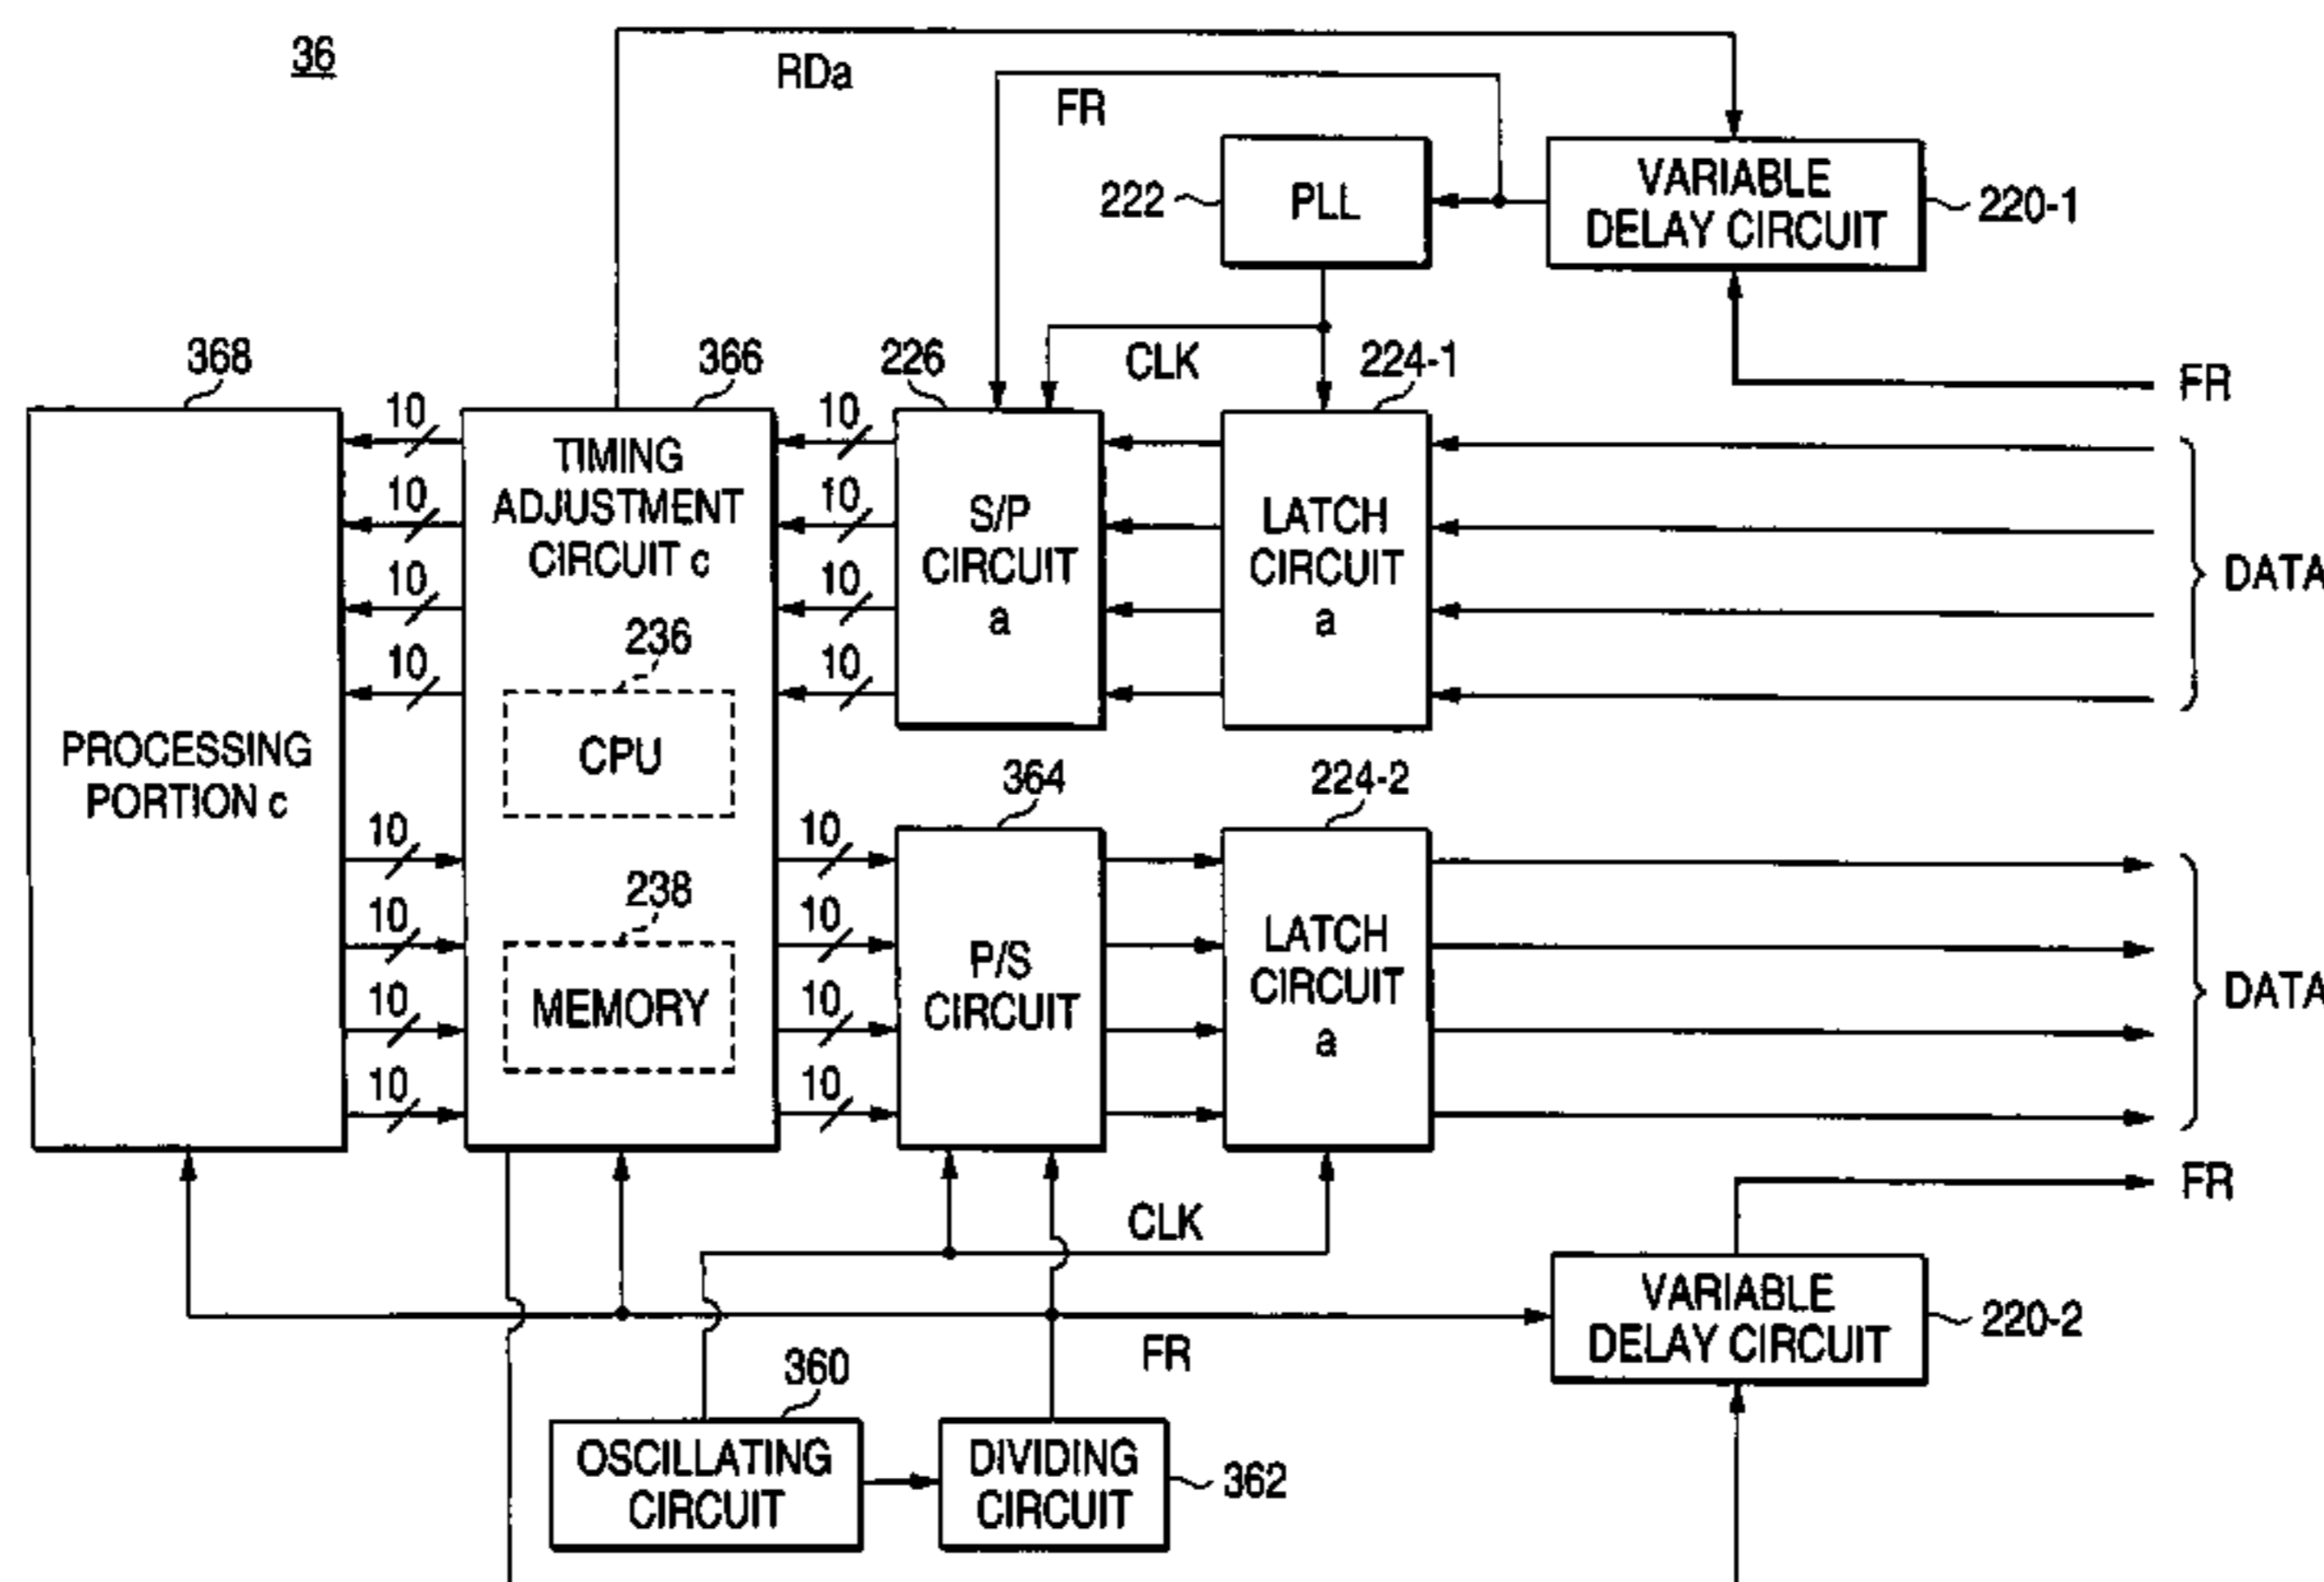 36
RDa
FR
222
PLL
VARIABLE
DELAY CIRCUIT
220-1
368
366
226
CLK
224-1
FR
10
10
10
10
10
10
10
10
TIMING
ADJUSTMENT
CIRCUIT c
S/P
CIRCUIT
a
LATCH
CIRCUIT
a
DATA
236
CPU
PROCESSING
PORTION c
364
224-2
10
10
10
10
10
10
10
10
238
MEMORY
P/S
CIRCUIT
LATCH
CIRCUIT
a
DATA
FR
CLK
VARIABLE
DELAY CIRCUIT
220-2
FR
360
OSCILLATING
CIRCUIT
DIVIDING
CIRCUIT
362